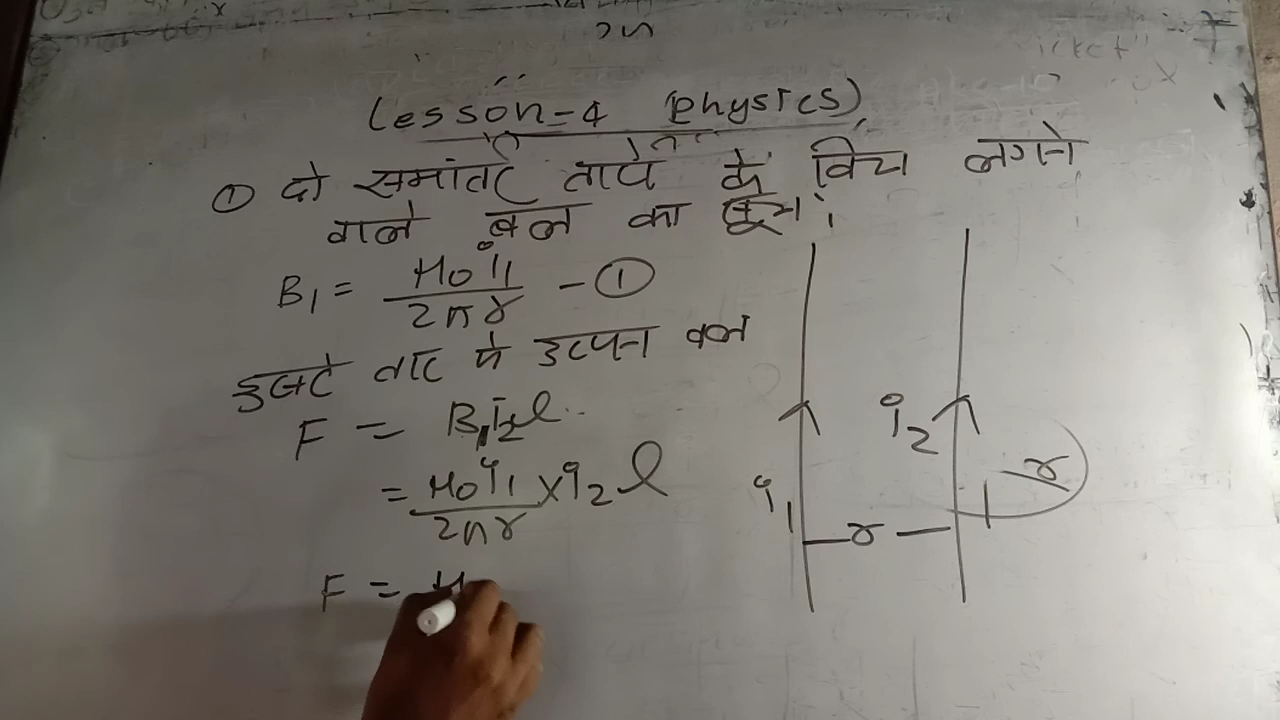 Lesson-4 (Physics)
① दो समांतर तारो के विच लगने
वाले बल का सूत्र:
B₁ = μ₀i₁ / 2πr - ①
दुसरे तार मे उत्पन बल
F = B₁i₂l
= μ₀i₁ / 2πr × i₂ l
F = μ
i₁
i₂
r
r